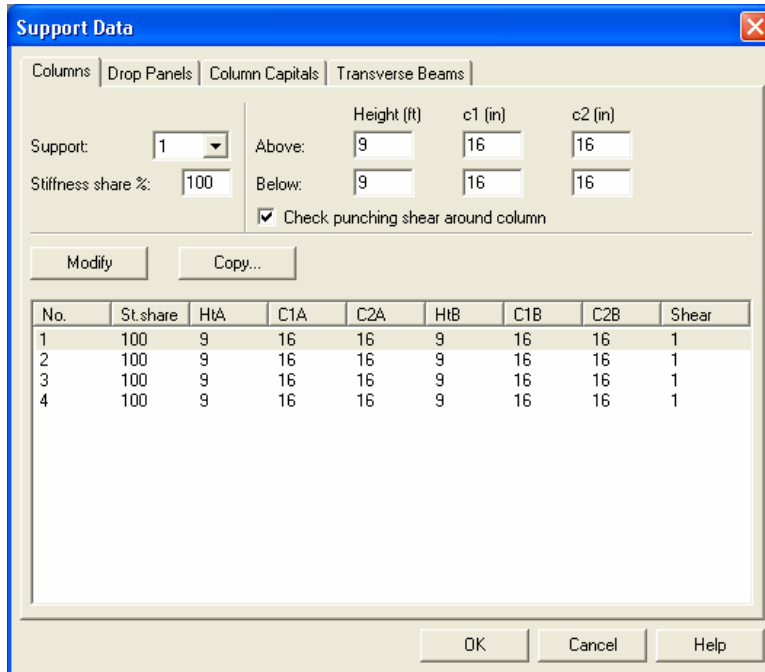 Support Data
Columns Drop Panels Column Capitals Transverse Beams
Height (ft) c1 (in) c2 (in)
Support: 1 Above: 9 16 16
Stiffness share %: 100 Below: 9 16 16
Check punching shear around column
Modify Copy...
No. St.share HtA C1A C2A HtB C1B C2B Shear
1 100 9 16 16 9 16 16 1
2 100 9 16 16 9 16 16 1
3 100 9 16 16 9 16 16 1
4 100 9 16 16 9 16 16 1
OK Cancel Help